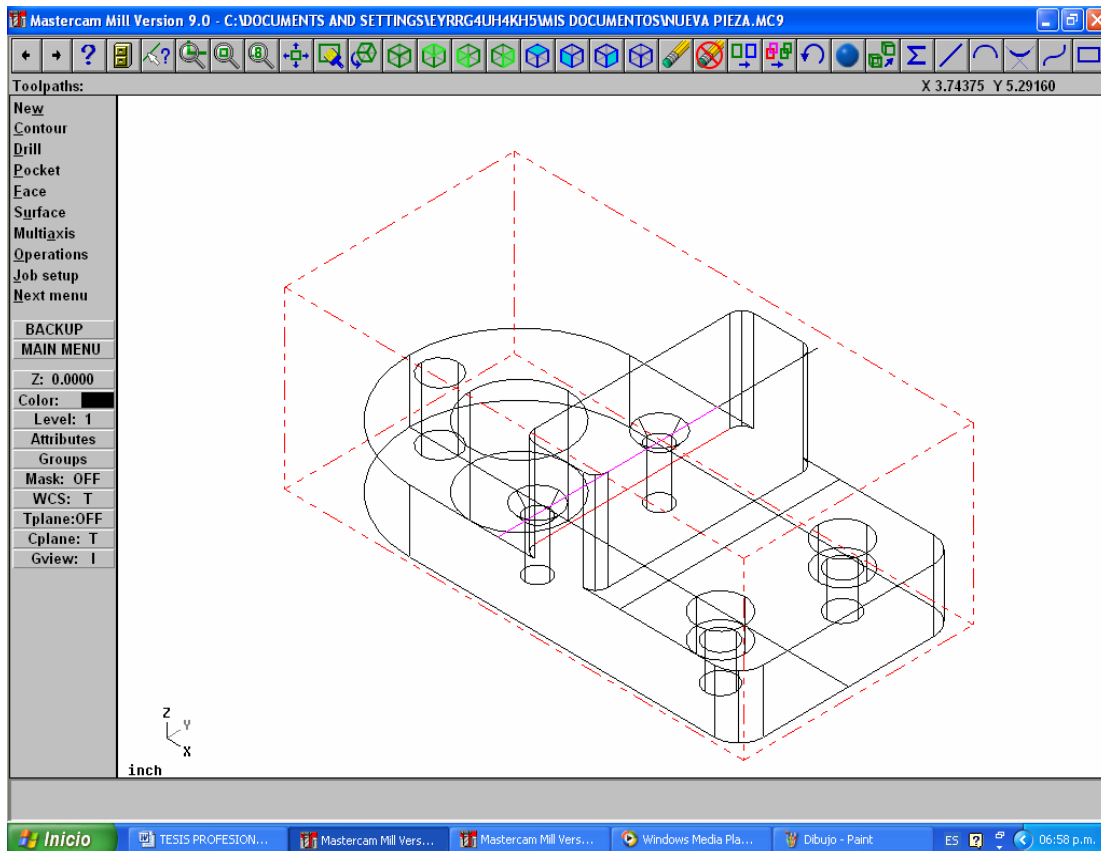 Mastercam Mill Version 9.0 - C:\DOCUMENTS AND SETTINGS\EYRRG4UH4KH5\MIS DOCUMENTOS\NUEVA PIEZA.MC9
Toolpaths:
X 3.74375 Y 5.29160
New
Contour
Drill
Pocket
Face
Surface
Multiaxis
Operations
Job setup
Next menu
BACKUP
MAIN MENU
Z: 0.0000
Color:
Level: 1
Attributes
Groups
Mask: OFF
WCS: T
Tplane:OFF
Cplane: T
Gview: I
Z
Y
X
inch
Inicio
TESIS PROFESION...
Mastercam Mill Vers...
Mastercam Mill Vers...
Windows Media Pla...
Dibujo - Paint
ES
06:58 p.m.